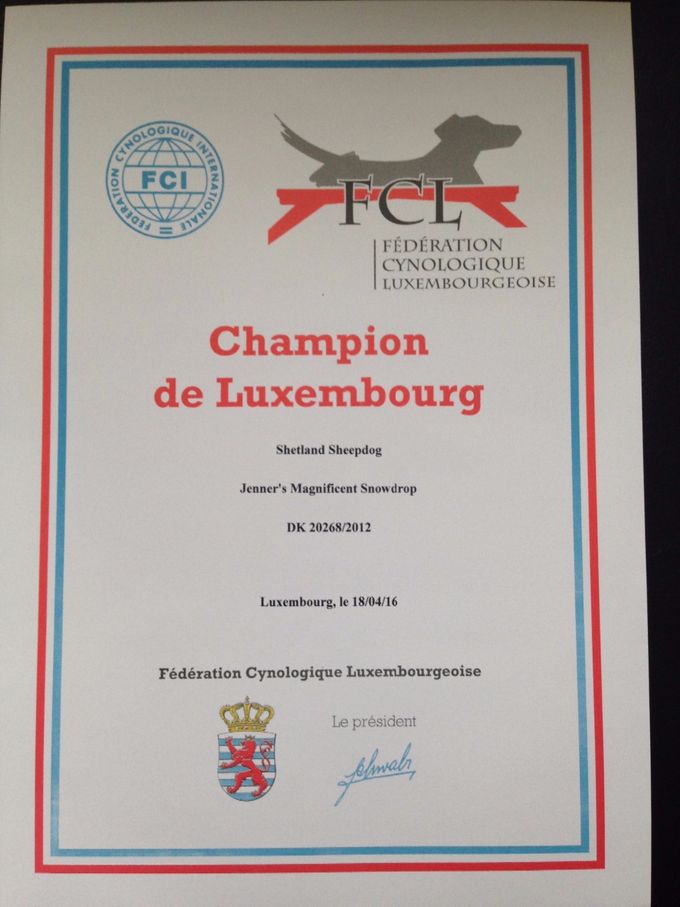 FEDERATION CYNOLOGIQUE INTERNATIONALE
FCI
FCL
FÉDÉRATION
CYNOLOGIQUE
LUXEMBOURGEOISE
Champion
de Luxembourg
Shetland Sheepdog
Jenner's Magnificent Snowdrop
DK 20268/2012
Luxembourg, le 18/04/16
Fédération Cynologique Luxembourgeoise
Le président